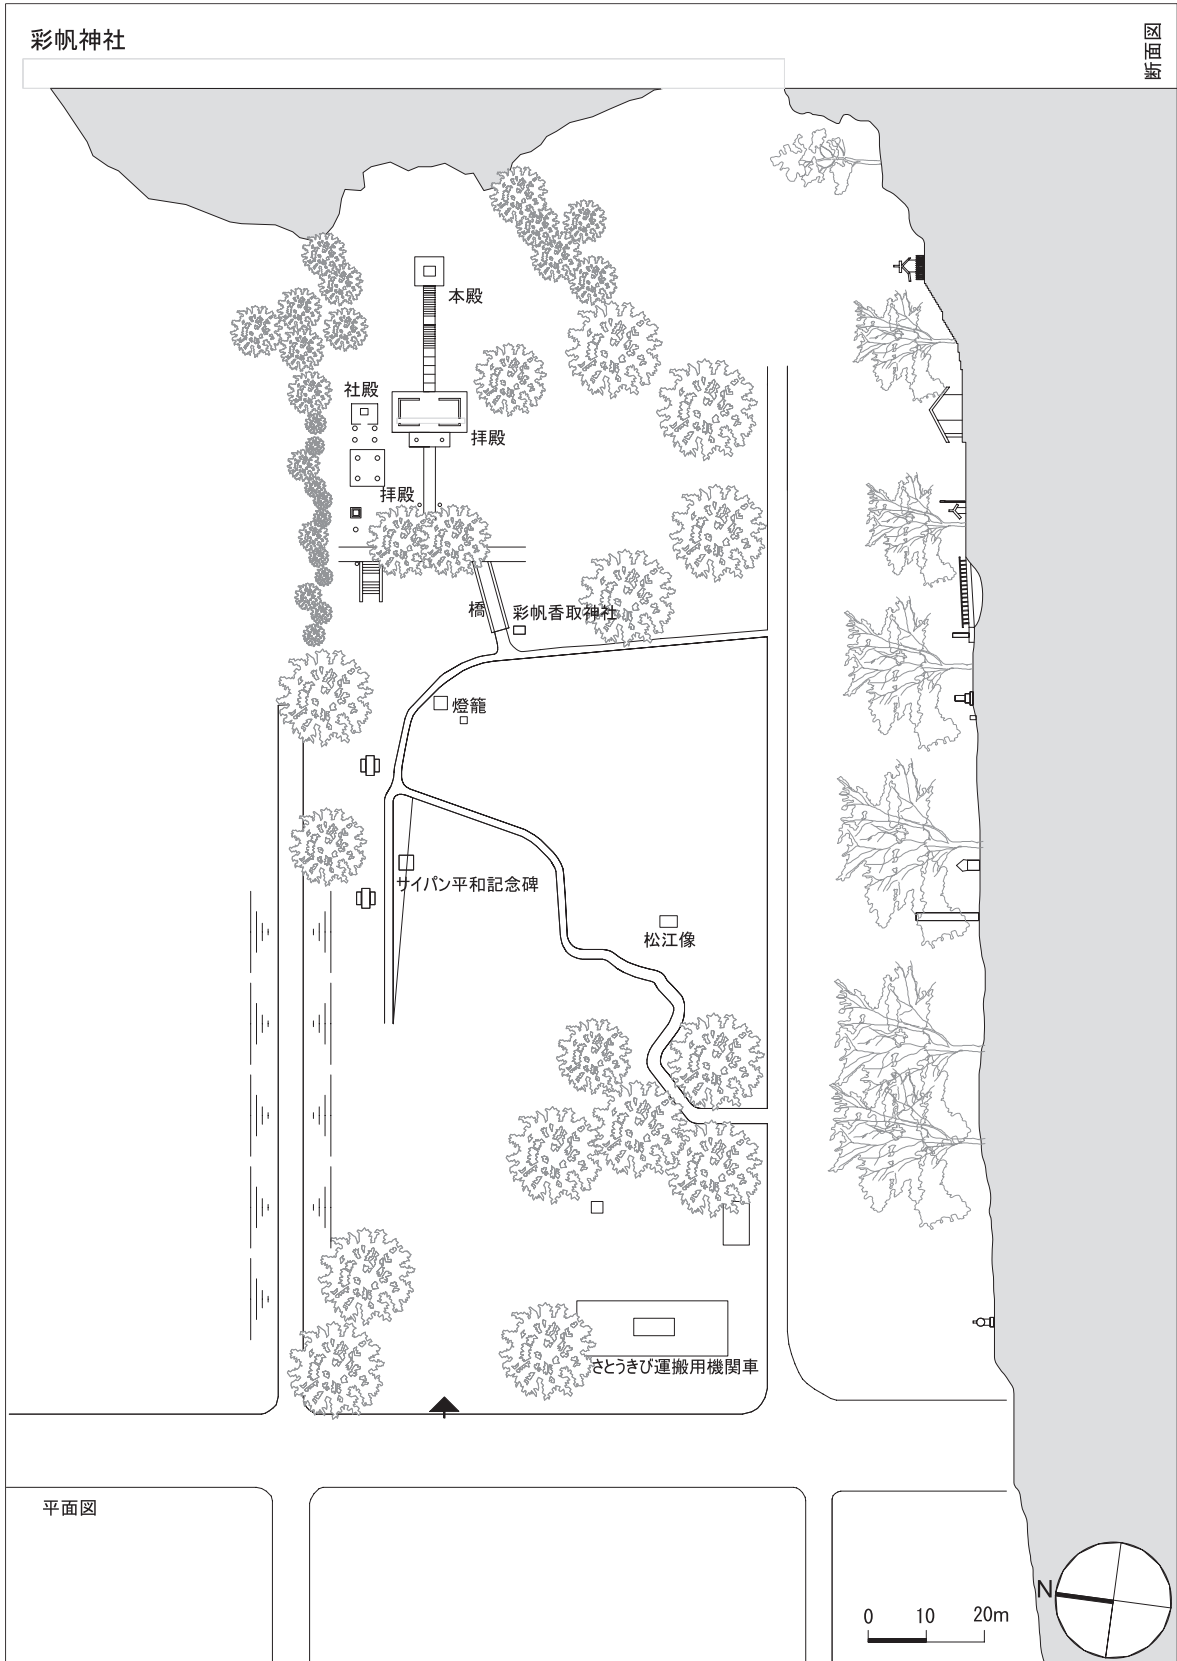 彩帆神社
断面図
本殿
社殿
拝殿
拝殿
橋
彩帆香取神社
燈籠
サイパン平和記念碑
松江像
さとうきび運搬用機関車
平面図
N
0 10 20m